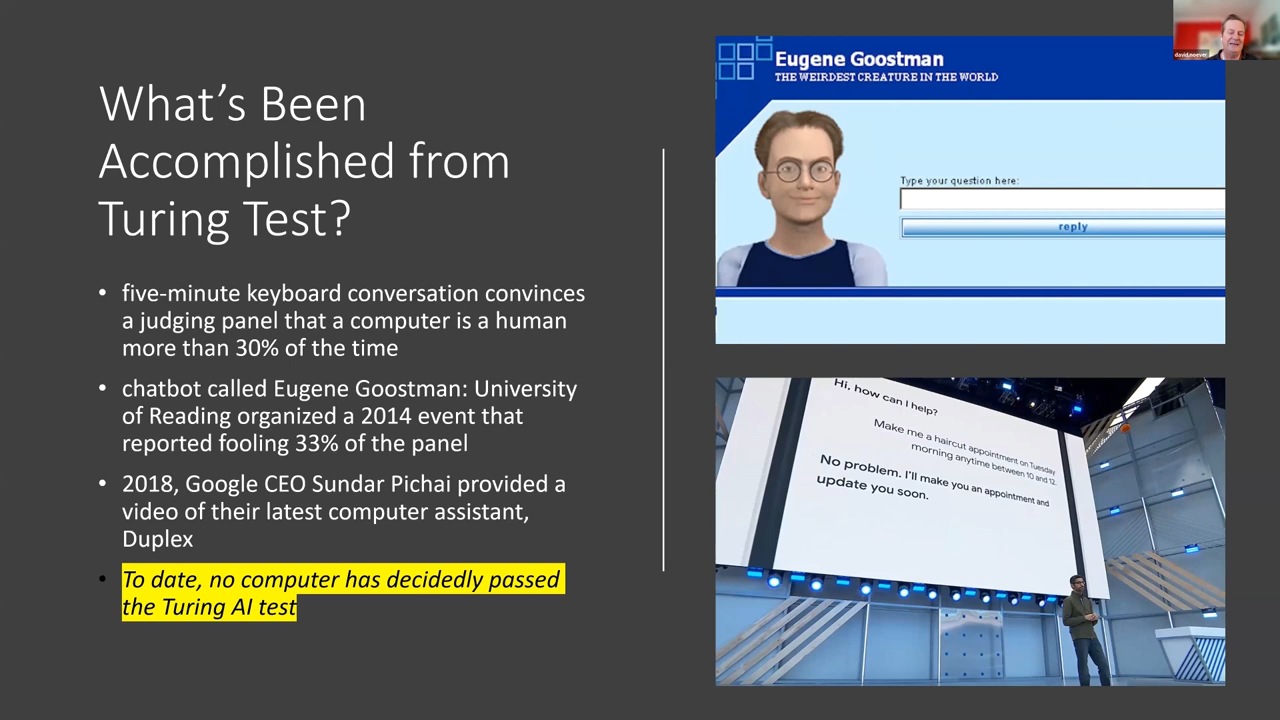 What's Been
Accomplished from
Turing Test?
• five-minute keyboard conversation convinces
a judging panel that a computer is a human
more than 30% of the time
• chatbot called Eugene Goostman: University
of Reading organized a 2014 event that
reported fooling 33% of the panel
• 2018, Google CEO Sundar Pichai provided a
video of their latest computer assistant,
Duplex
• To date, no computer has decidedly passed
the Turing AI test
Eugene Goostman
THE WEIRDEST CREATURE IN THE WORLD
Type your question here:
reply
Hi, how can I help?
Make me a haircut appointment on Tuesday
morning anytime between 10 and 12.
No problem. I'll make you an appointment and
update you soon.